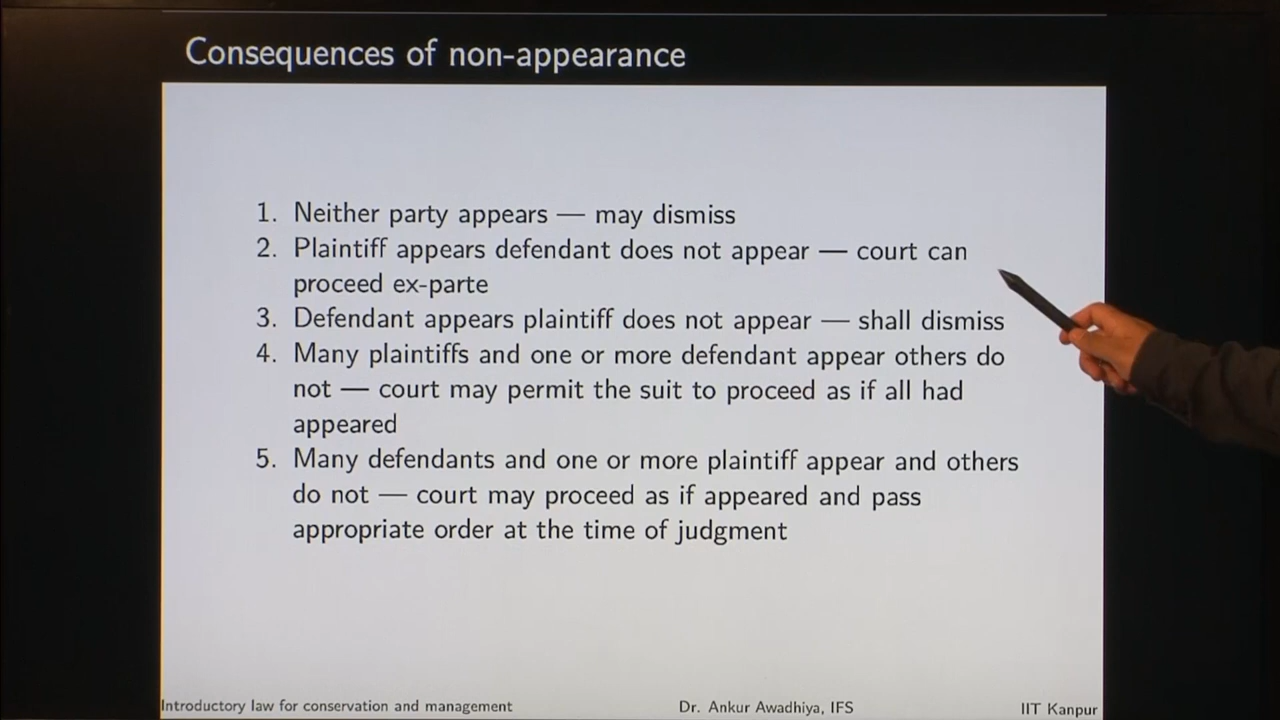 Consequences of non-appearance
1. Neither party appears — may dismiss
2. Plaintiff appears defendant does not appear — court can
proceed ex-parte
3. Defendant appears plaintiff does not appear — shall dismiss
4. Many plaintiffs and one or more defendant appear others do
not — court may permit the suit to proceed as if all had
appeared
5. Many defendants and one or more plaintiff appear and others
do not — court may proceed as if appeared and pass
appropriate order at the time of judgment
Introductory law for conservation and management Dr. Ankur Awadhiya, IFS IIT Kanpur